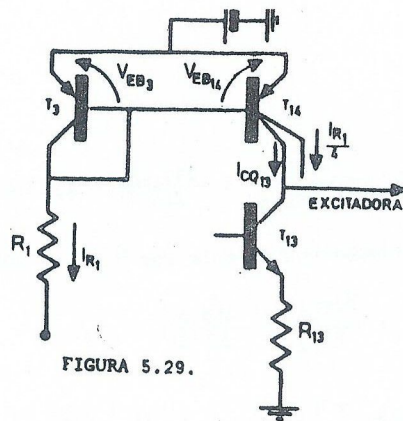 V_EB3
V_EB14
T3
T14
I_R1
4
I_CQ13
EXCITADORA
R1
I_R1
T13
R13
FIGURA 5.29.